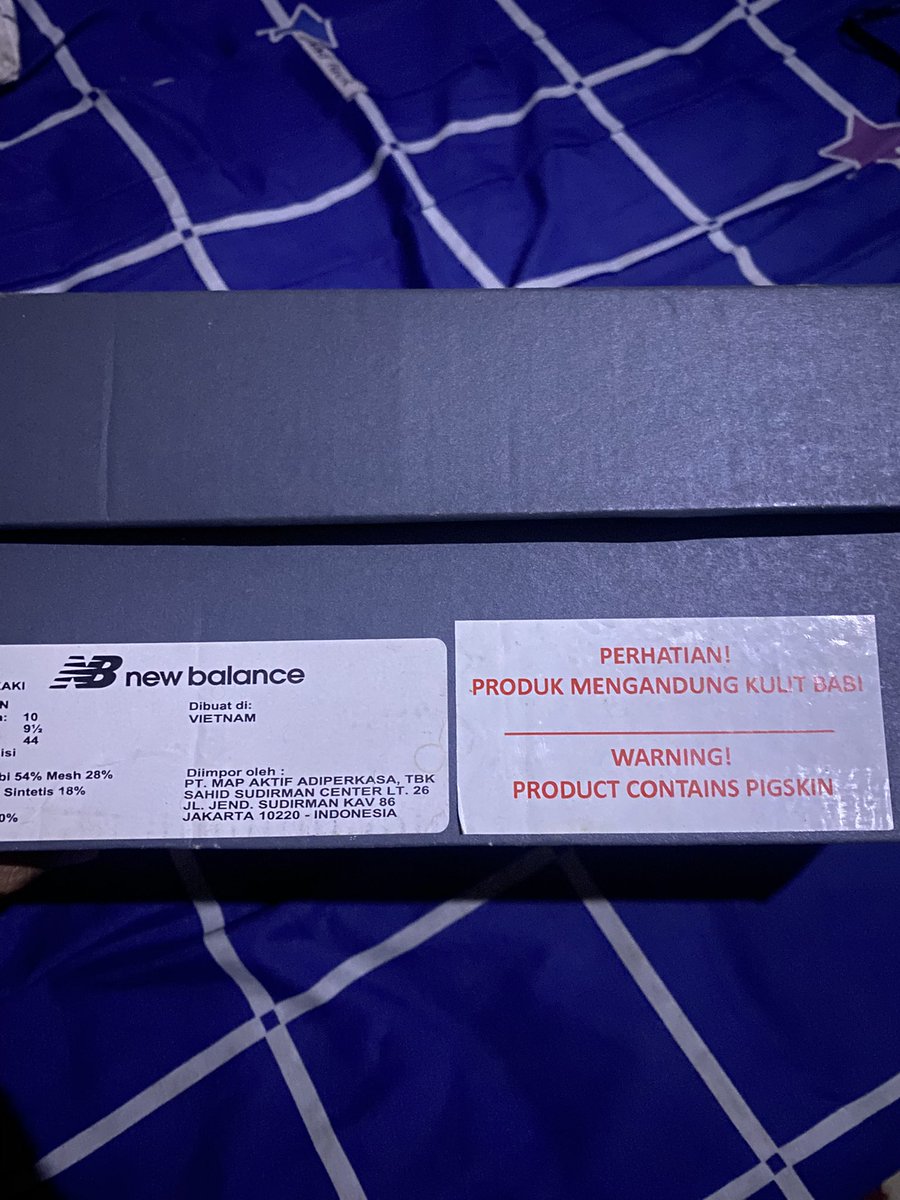 NB new balance
AKI
N
: 10
9½
44
isi
bi 54% Mesh 28%
Sintetis 18%
0%
Dibuat di:
VIETNAM
Diimpor oleh :
PT. MAP AKTIF ADIPERKASA, TBK
SAHID SUDIRMAN CENTER LT. 26
JL. JEND. SUDIRMAN KAV 86
JAKARTA 10220 - INDONESIA
PERHATIAN!
PRODUK MENGANDUNG KULIT BABI
WARNING!
PRODUCT CONTAINS PIGSKIN